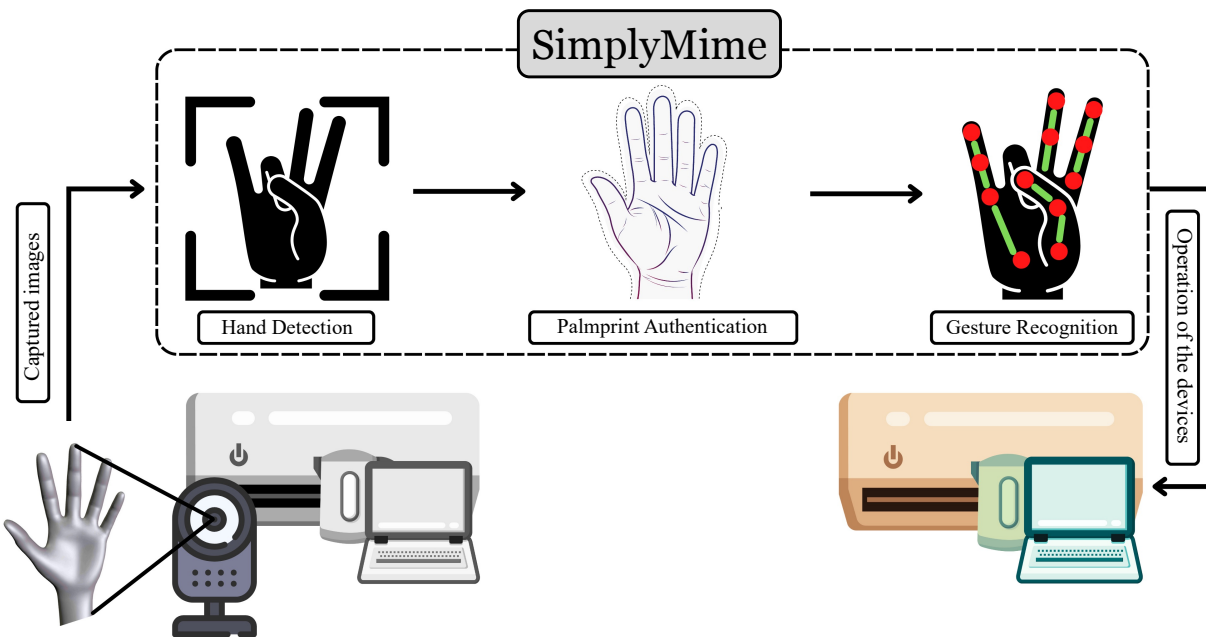 SimplyMime
Hand Detection
Palmprint Authentication
Gesture Recognition
Captured images
Operation of the devices